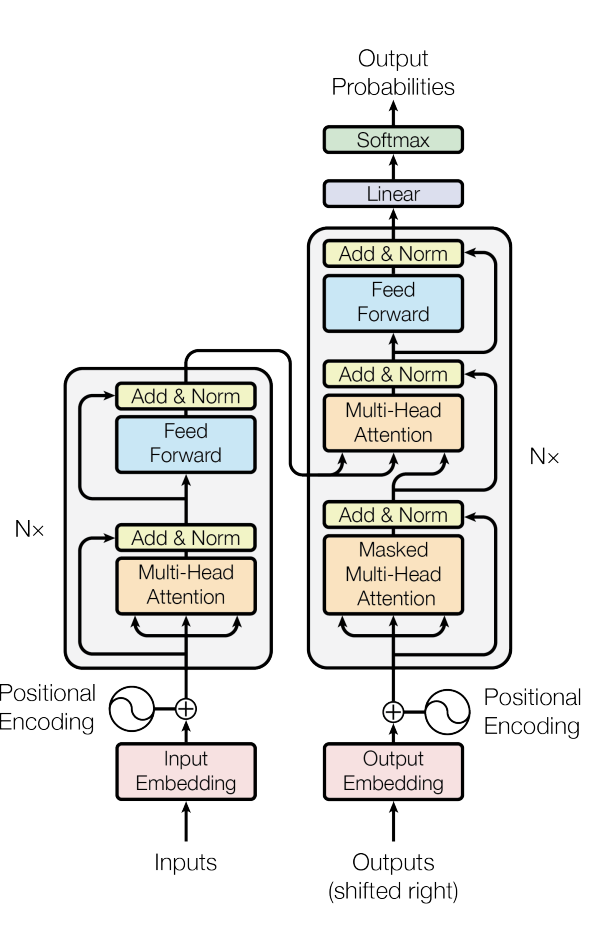 Output
Probabilities
Softmax
Linear
Add & Norm
Feed
Forward
Add & Norm
Multi-Head
Attention
Add & Norm
Masked
Multi-Head
Attention
N×
Add & Norm
Feed
Forward
Add & Norm
Multi-Head
Attention
N×
Positional
Encoding
Positional
Encoding
Input
Embedding
Output
Embedding
Inputs
Outputs
(shifted right)